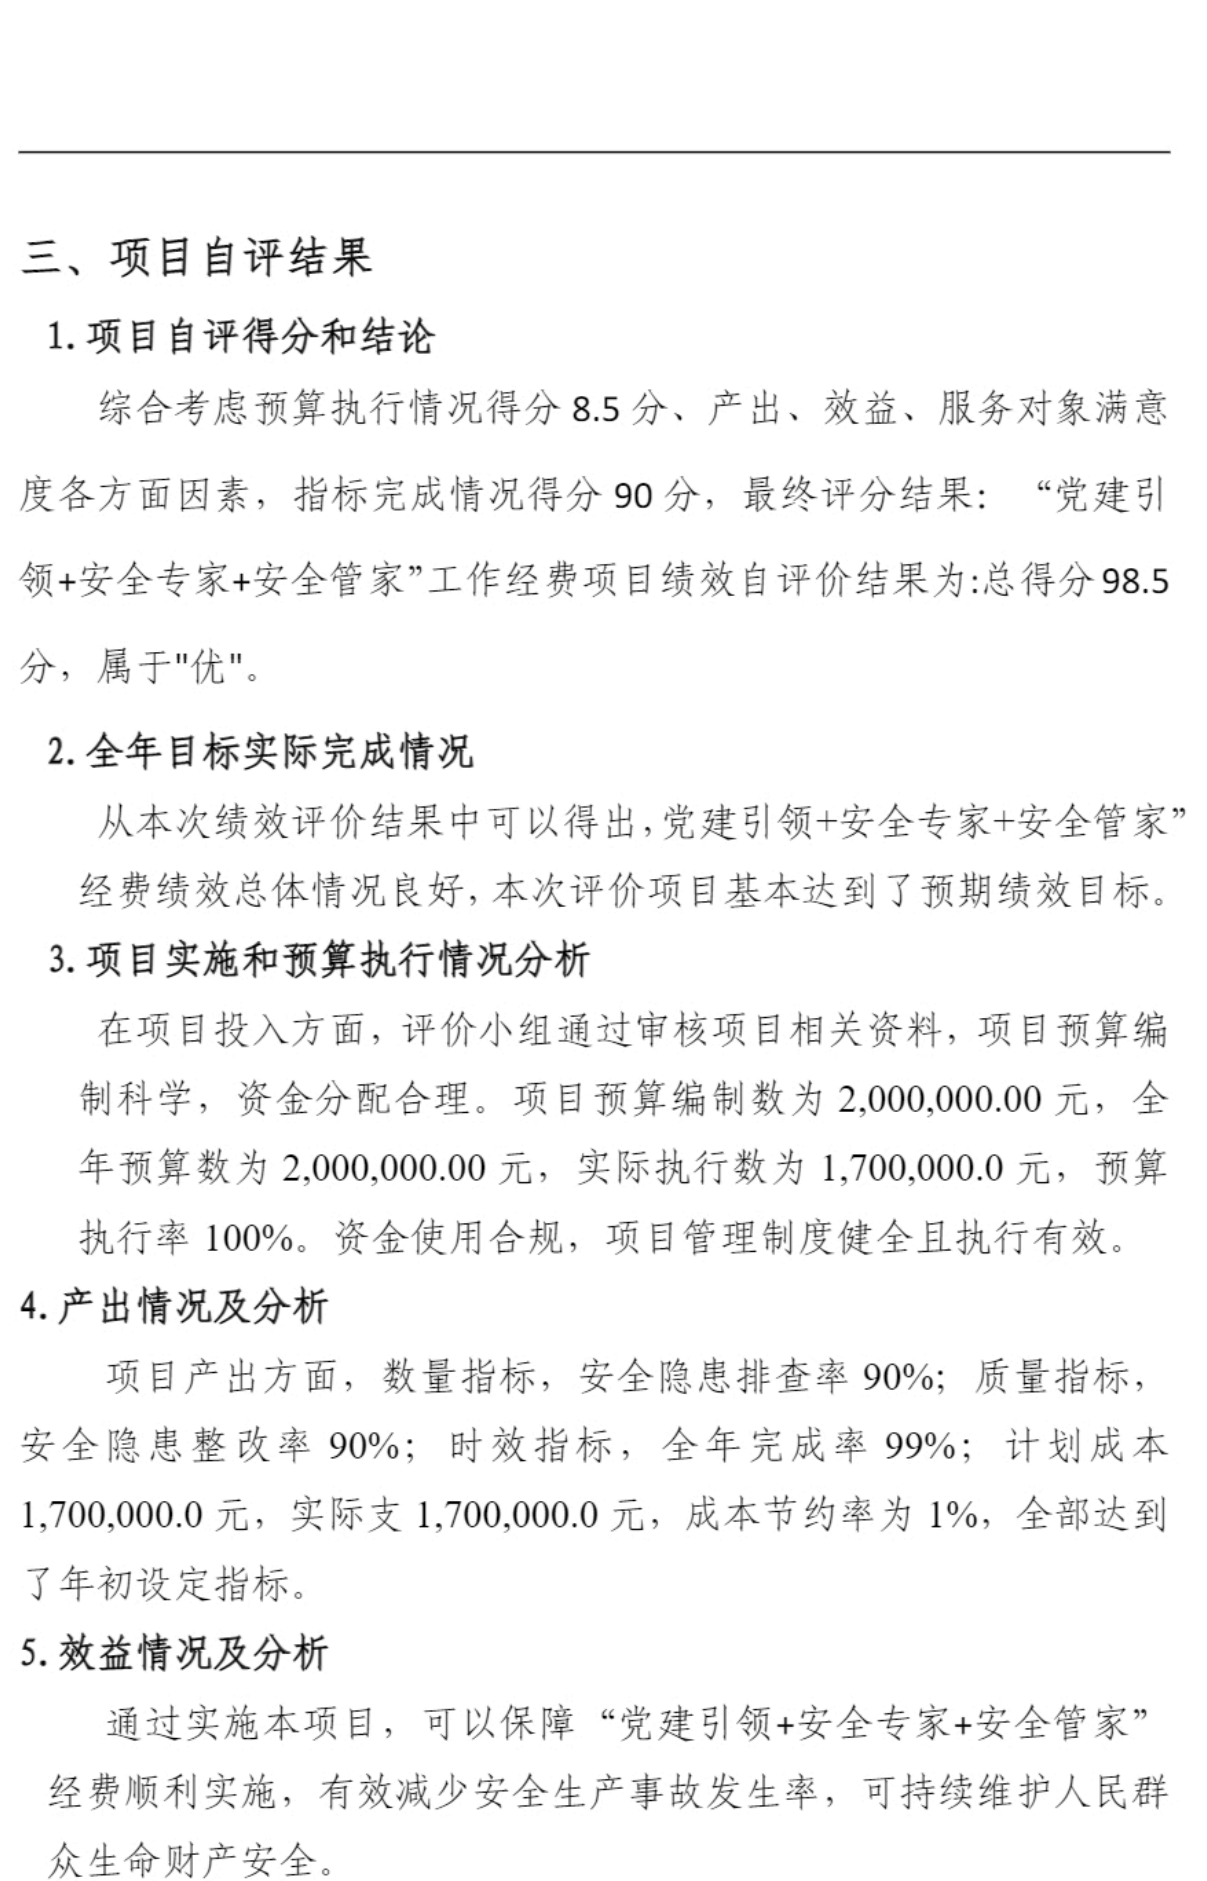 三、项目自评结果
1.项目自评得分和结论
综合考虑预算执行情况得分 8.5 分、产出、效益、服务对象满意
度各方面因素，指标完成情况得分 90 分，最终评分结果： “党建引
领+安全专家+安全管家”工作经费项目绩效自评价结果为:总得分 98.5
分，属于"优"。
2.全年目标实际完成情况
从本次绩效评价结果中可以得出,党建引领+安全专家+安全管家”
经费绩效总体情况良好,本次评价项目基本达到了预期绩效目标。
3.项目实施和预算执行情况分析
在项目投入方面，评价小组通过审核项目相关资料，项目预算编
制科学，资金分配合理。项目预算编制数为 2,000,000.00 元，全
年预算数为 2,000,000.00 元，实际执行数为 1,700,000.0 元，预算
执行率 100%。资金使用合规，项目管理制度健全且执行有效。
4.产出情况及分析
项目产出方面，数量指标，安全隐患排查率 90%；质量指标，
安全隐患整改率 90%；时效指标，全年完成率 99%；计划成本
1,700,000.0 元，实际支 1,700,000.0 元，成本节约率为 1%，全部达到
了年初设定指标。
5.效益情况及分析
通过实施本项目，可以保障“党建引领+安全专家+安全管家”
经费顺利实施，有效减少安全生产事故发生率，可持续维护人民群
众生命财产安全。